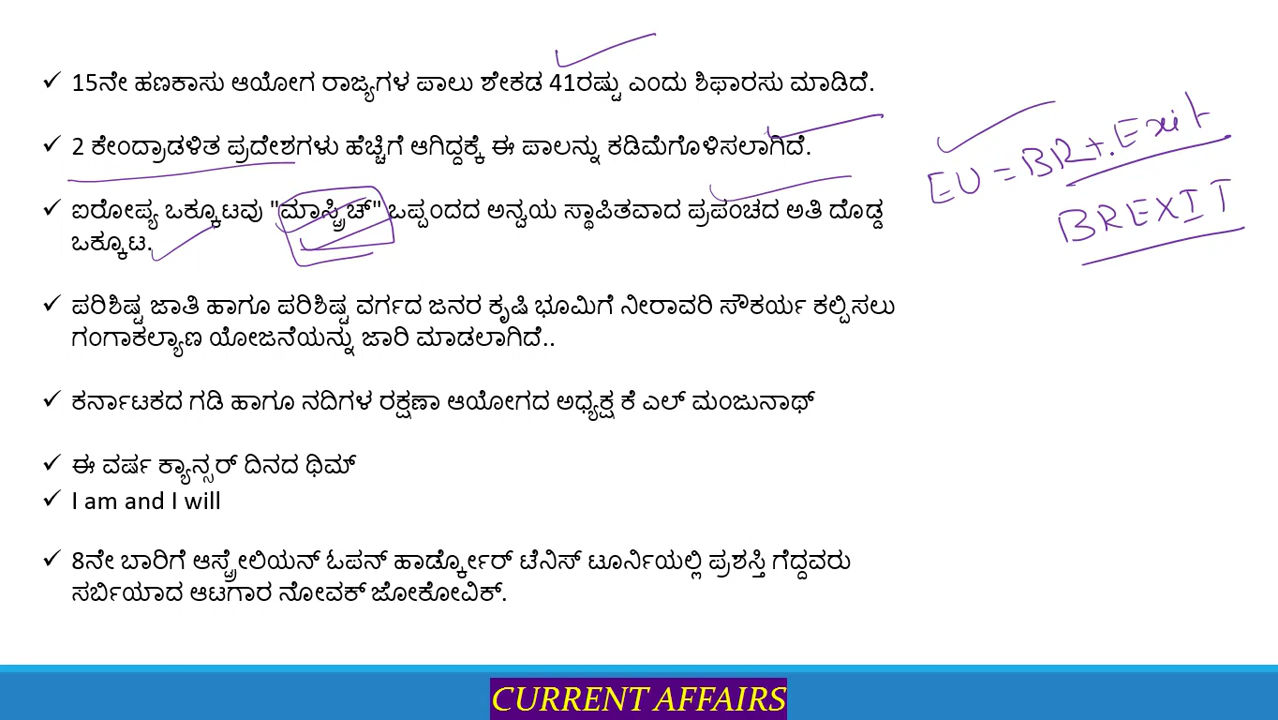 ✓ 15ನೇ ಹಣಕಾಸು ಆಯೋಗ ರಾಜ್ಯಗಳ ಪಾಲು ಶೇಕಡ 41ರಷ್ಟು ಎಂದು ಶಿಫಾರಸು ಮಾಡಿದೆ.
✓ 2 ಕೇಂದ್ರಾಡಳಿತ ಪ್ರದೇಶಗಳು ಹೆಚ್ಚಿಗೆ ಆಗಿದ್ದಕ್ಕೆ ಈ ಪಾಲನ್ನು ಕಡಿಮೆಗೊಳಿಸಲಾಗಿದೆ.
✓ ಐರೋಪ್ಯ ಒಕ್ಕೂಟವು "ಮಾಸ್ಟ್ರಿಚ್" ಒಪ್ಪಂದದ ಅನ್ವಯ ಸ್ಥಾಪಿತವಾದ ಪ್ರಪಂಚದ ಅತಿ ದೊಡ್ಡ
ಒಕ್ಕೂಟ.
✓ ಪರಿಶಿಷ್ಟ ಜಾತಿ ಹಾಗೂ ಪರಿಶಿಷ್ಟ ವರ್ಗದ ಜನರ ಕೃಷಿ ಭೂಮಿಗೆ ನೀರಾವರಿ ಸೌಕರ್ಯ ಕಲ್ಪಿಸಲು
ಗಂಗಾಕಲ್ಯಾಣ ಯೋಜನೆಯನ್ನು ಜಾರಿ ಮಾಡಲಾಗಿದೆ..
✓ ಕರ್ನಾಟಕದ ಗಡಿ ಹಾಗೂ ನದಿಗಳ ರಕ್ಷಣಾ ಆಯೋಗದ ಅಧ್ಯಕ್ಷ ಕೆ ಎಲ್ ಮಂಜುನಾಥ್
✓ ಈ ವರ್ಷ ಕ್ಯಾನ್ಸರ್ ದಿನದ ಥಿಮ್
✓ I am and I will
✓ 8ನೇ ಬಾರಿಗೆ ಆಸ್ಟ್ರೇಲಿಯನ್ ಓಪನ್ ಹಾರ್ಡ್ಕೋರ್ ಟೆನಿಸ್ ಟೂರ್ನಿಯಲ್ಲಿ ಪ್ರಶಸ್ತಿ ಗೆದ್ದವರು
ಸರ್ಬಿಯಾದ ಆಟಗಾರ ನೋವಕ್ ಜೋಕೋವಿಕ್.
EU = BR + Exit
BREXIT
CURRENT AFFAIRS